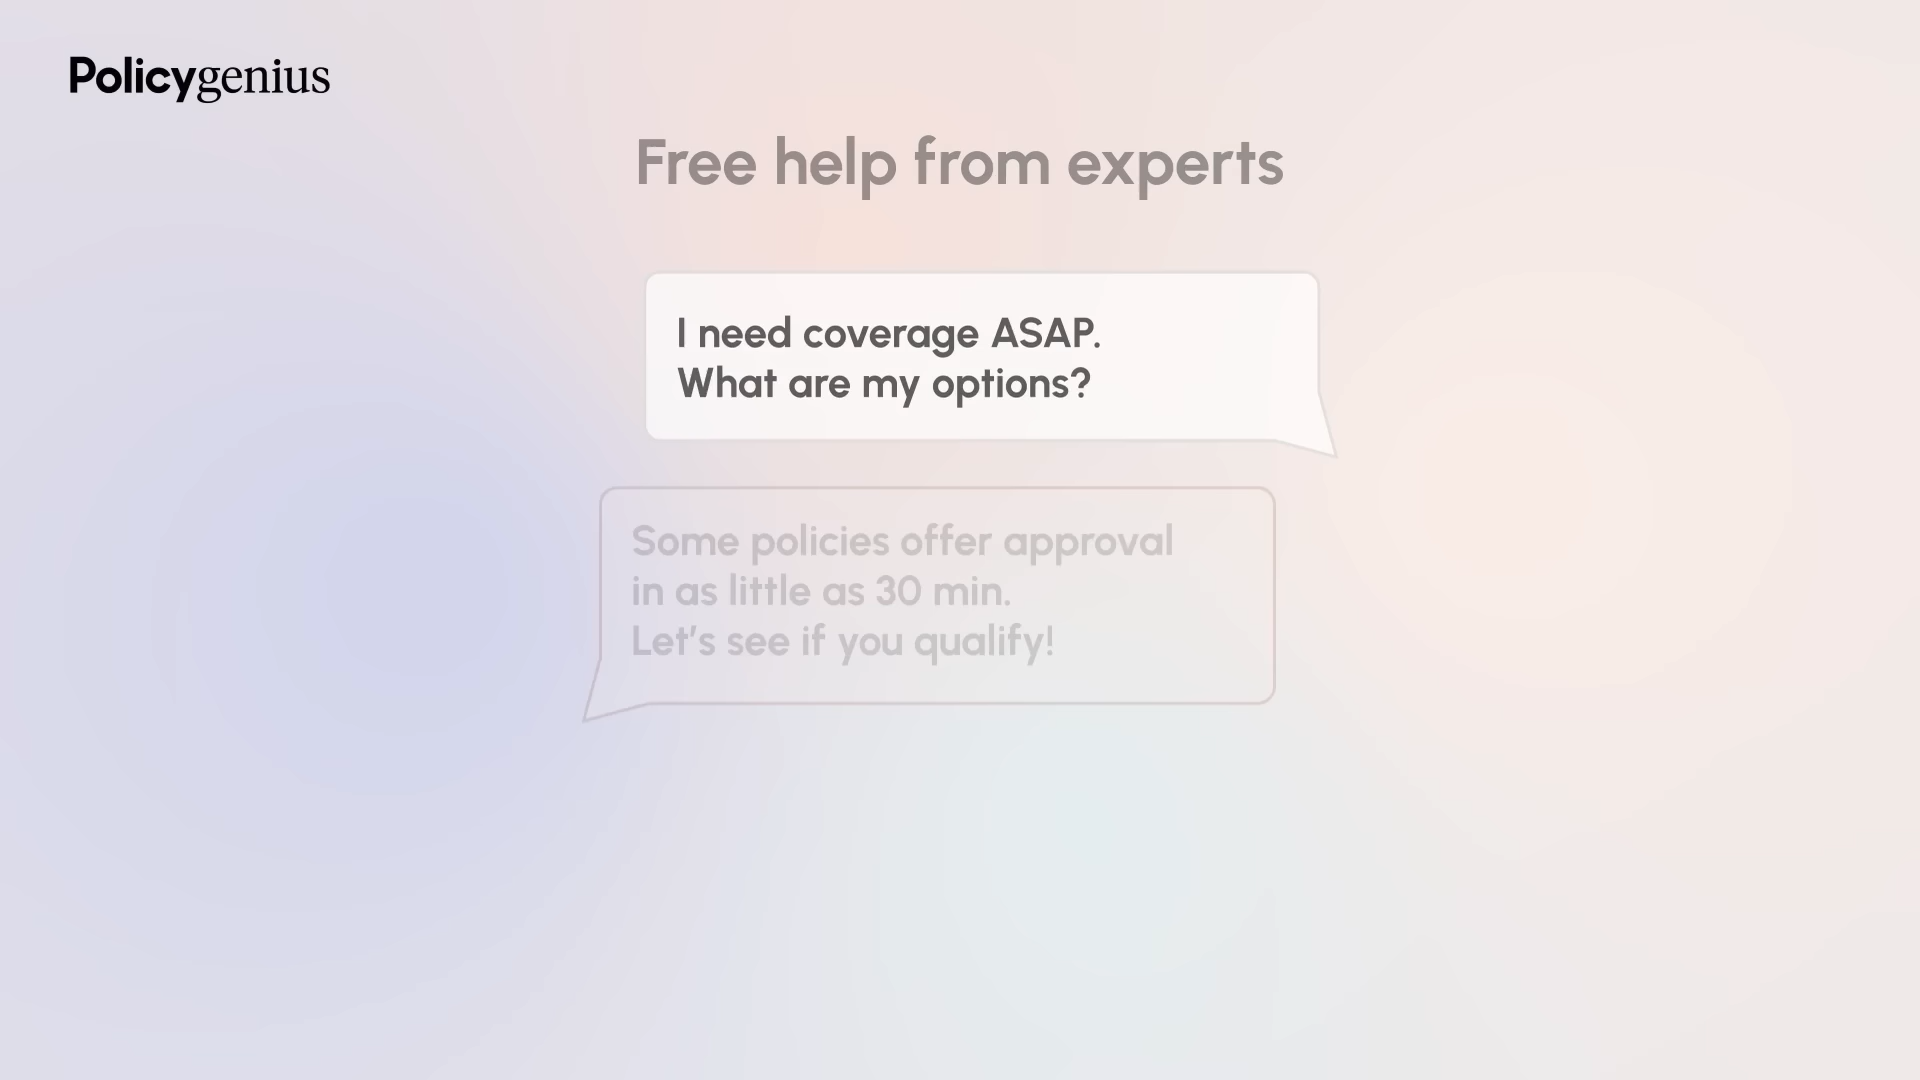 Policygenius
Free help from experts
I need coverage ASAP.
What are my options?
Some policies offer approval
in as little as 30 min.
Let's see if you qualify!